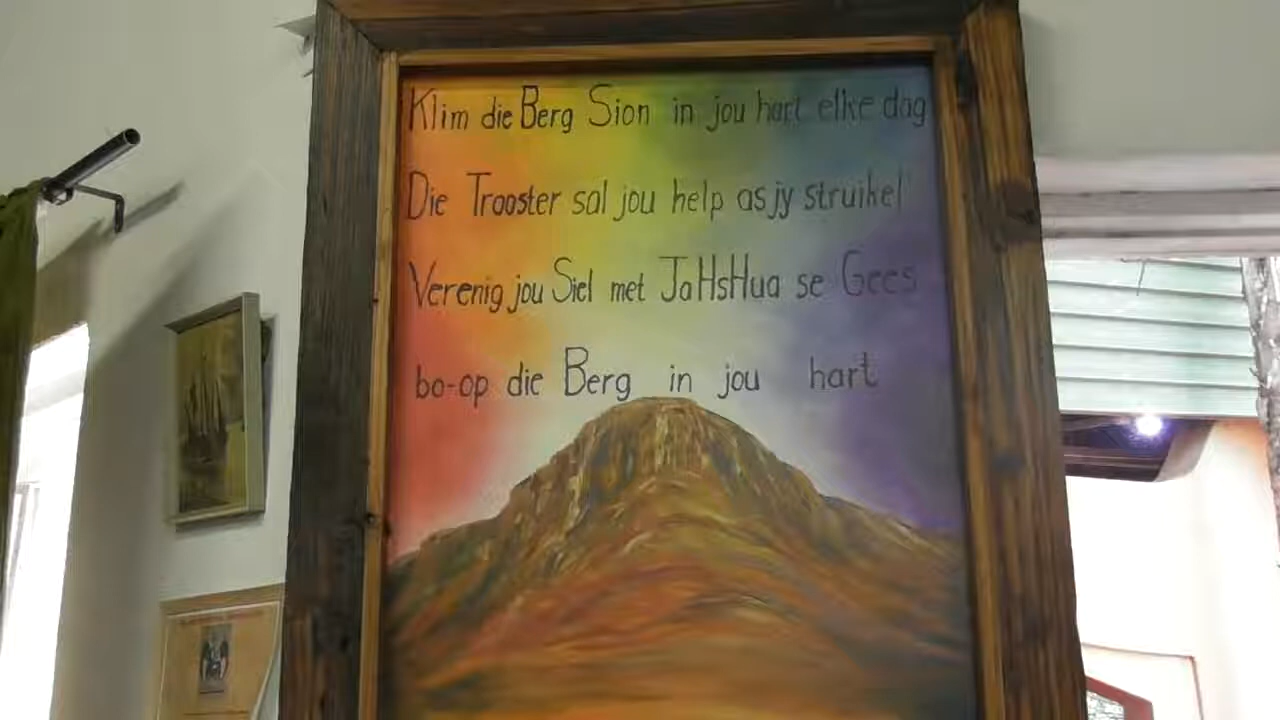 Klim die Berg Sion in jou hart elke dag
Die Trooster sal jou help as jy struikel
Verenig jou Siel met JaHsHua se Gees
bo-op die Berg in jou hart